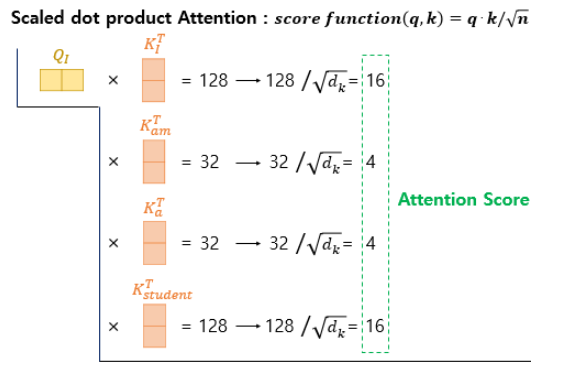 Scaled dot product Attention : score function(q, k) = q · k/√n
Q_I × K_I^T = 128 → 128 /√d_k = 16
× K_am^T = 32 → 32 /√d_k = 4
× K_a^T = 32 → 32 /√d_k = 4
Attention Score
× K_student^T = 128 → 128 /√d_k = 16